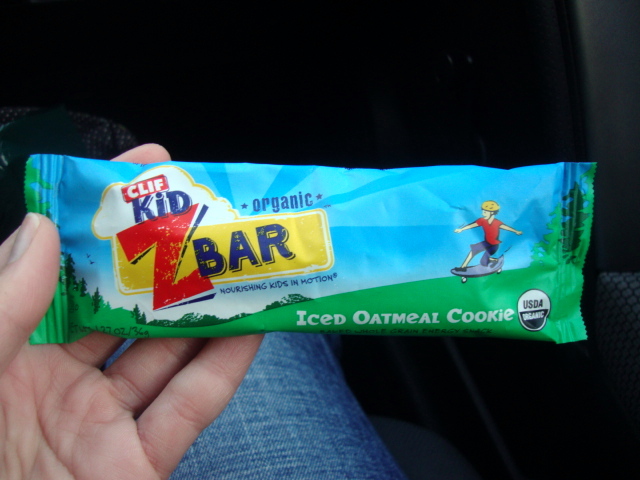 CLIF
KiD
Z BAR
organic
NOURISHING KIDS IN MOTION®
ICED OATMEAL COOKIE
USDA
ORGANIC